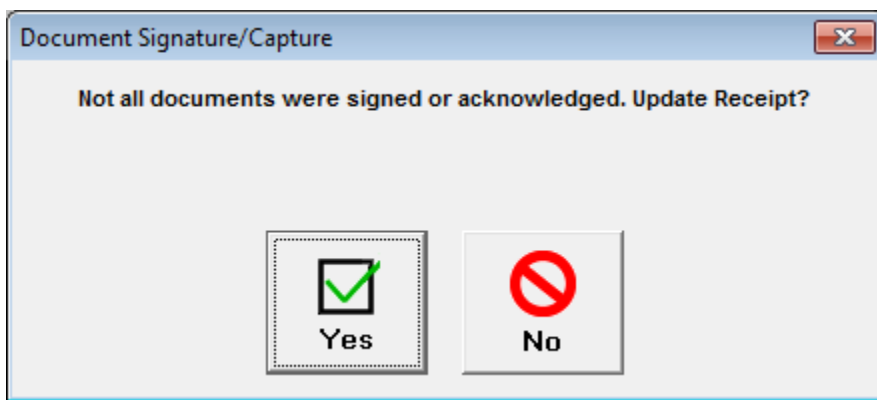 Document Signature/Capture
Not all documents were signed or acknowledged. Update Receipt?
Yes
No